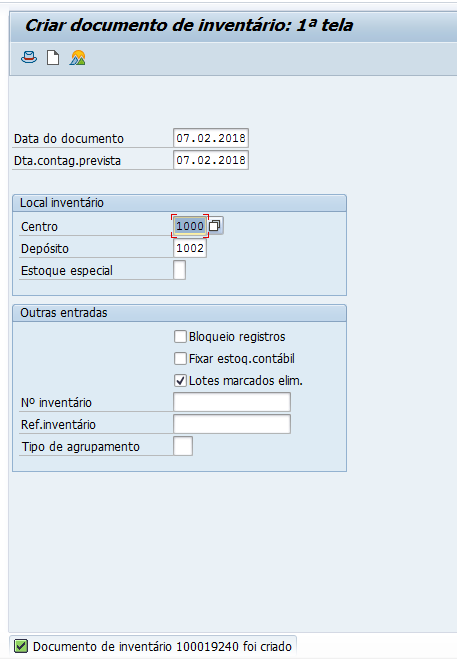 Criar documento de inventário: 1ª tela
Data do documento 07.02.2018
Dta.contag.prevista 07.02.2018
Local inventário
Centro 1000
Depósito 1002
Estoque especial
Outras entradas
Bloqueio registros
Fixar estoq.contábil
Lotes marcados elim.
Nº inventário
Ref.inventário
Tipo de agrupamento
Documento de inventário 100019240 foi criado